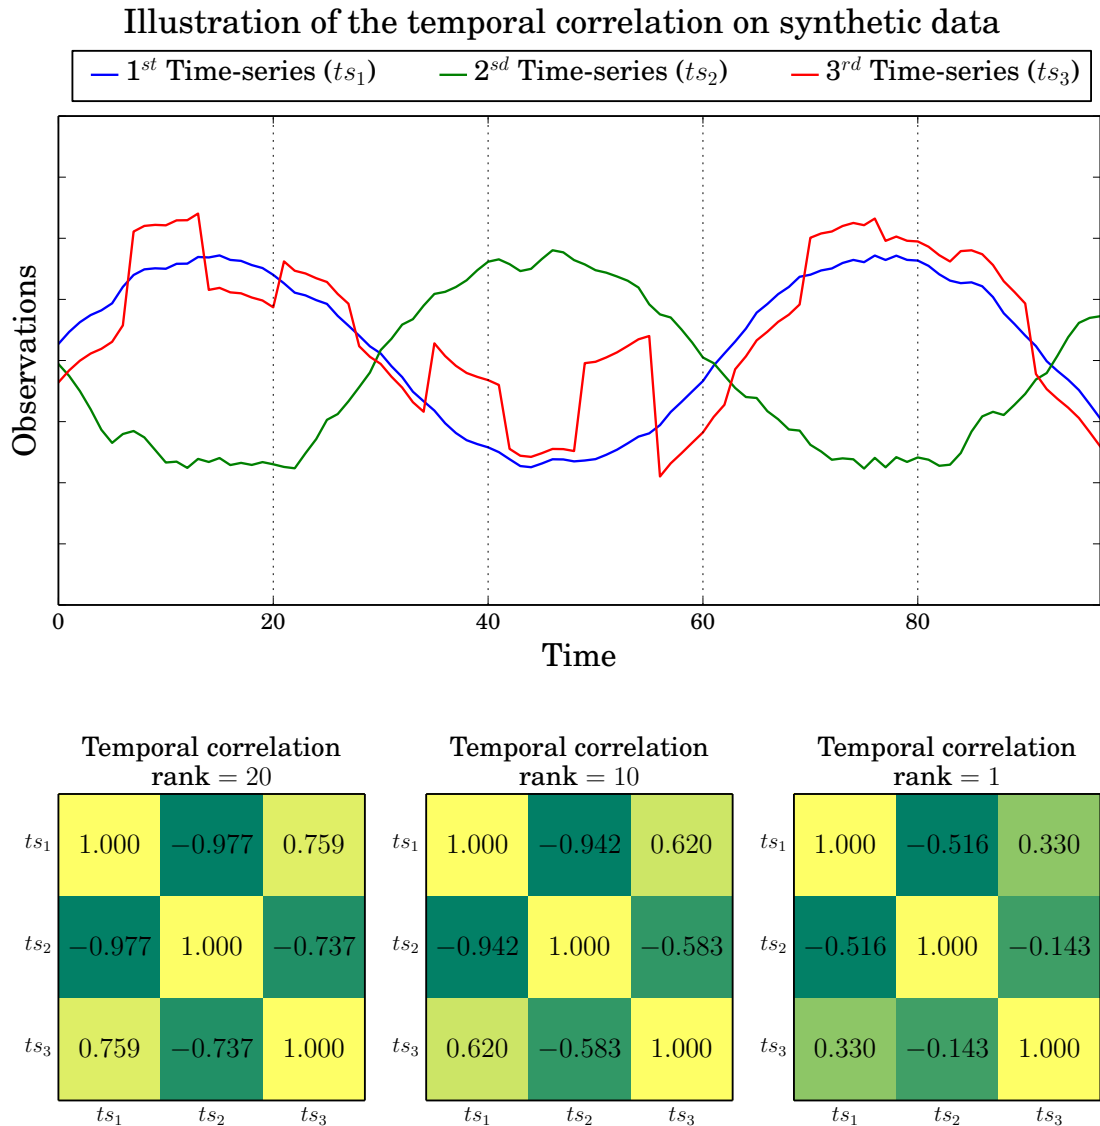 Illustration of the temporal correlation on synthetic data
1st Time-series (ts1) 2sd Time-series (ts2) 3rd Time-series (ts3)
Observations
0 20 40 60 80
Time
Temporal correlation
rank = 20
ts1 1.000 −0.977 0.759
ts2 −0.977 1.000 −0.737
ts3 0.759 −0.737 1.000
ts1 ts2 ts3
Temporal correlation
rank = 10
ts1 1.000 −0.942 0.620
ts2 −0.942 1.000 −0.583
ts3 0.620 −0.583 1.000
ts1 ts2 ts3
Temporal correlation
rank = 1
ts1 1.000 −0.516 0.330
ts2 −0.516 1.000 −0.143
ts3 0.330 −0.143 1.000
ts1 ts2 ts3